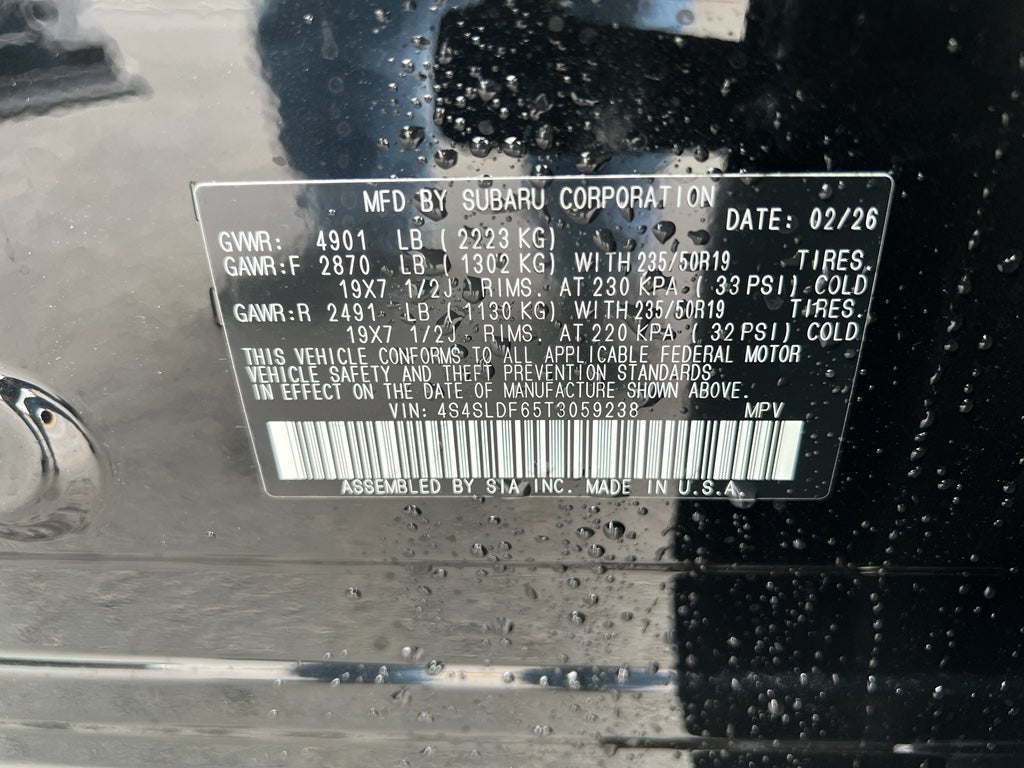 MFD BY SUBARU CORPORATION
DATE: 02/26
GVWR: 4901 LB (2223 KG)
GAWR:F 2870 LB (1302 KG) WITH 235/50R19 TIRES.
19X7 1/2J RIMS. AT 230 KPA (33 PSI) COLD
GAWR:R 2491 LB (1130 KG) WITH 235/50R19 TIRES.
19X7 1/2J RIMS. AT 220 KPA (32 PSI) COLD
THIS VEHICLE CONFORMS TO ALL APPLICABLE FEDERAL MOTOR
VEHICLE SAFETY AND THEFT PREVENTION STANDARDS
IN EFFECT ON THE DATE OF MANUFACTURE SHOWN ABOVE.
VIN: 4S4SLDF65T3059238 MPV
ASSEMBLED BY SIA INC. MADE IN U.S.A.